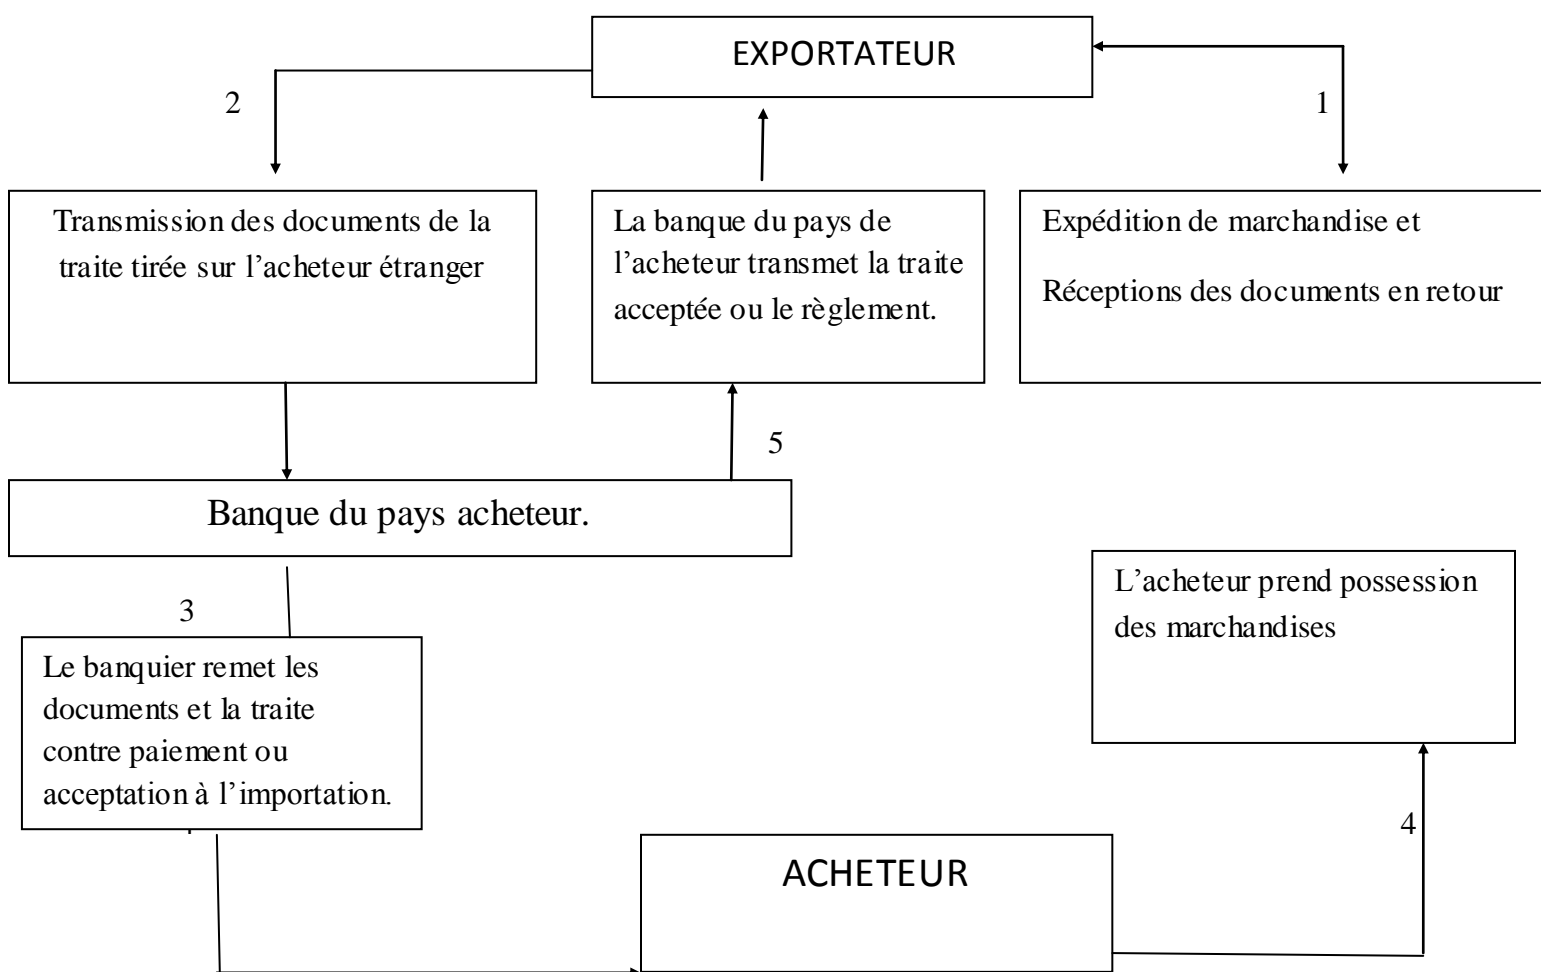 EXPORTATEUR
2
1
Transmission des documents de la
traite tirée sur l’acheteur étranger
La banque du pays de
l’acheteur transmet la traite
acceptée ou le règlement.
Expédition de marchandise et
Réceptions des documents en retour
5
Banque du pays acheteur.
3
Le banquier remet les
documents et la traite
contre paiement ou
acceptation à l’importation.
L’acheteur prend possession
des marchandises
4
ACHETEUR